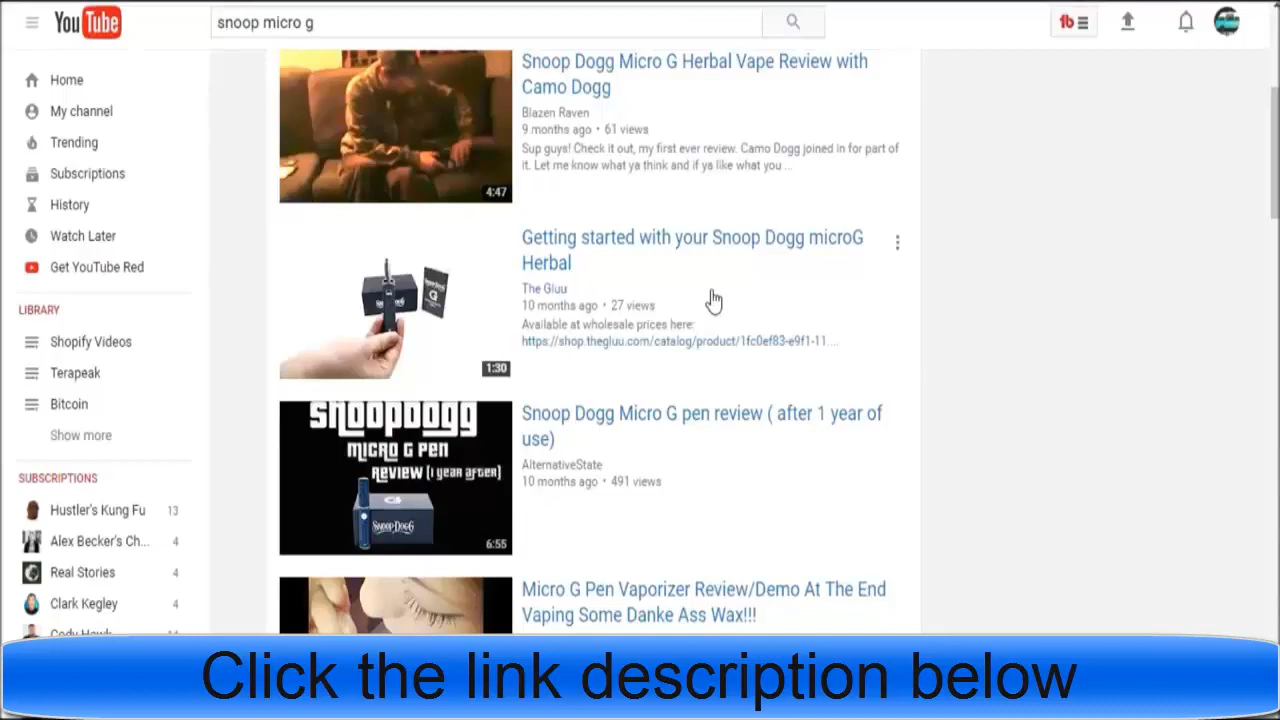 YouTube
snoop micro g
Home
My channel
Trending
Subscriptions
History
Watch Later
Get YouTube Red
LIBRARY
Shopify Videos
Terapeak
Bitcoin
Show more
SUBSCRIPTIONS
Hustler's Kung Fu 13
Alex Becker's Ch... 4
Real Stories 4
Clark Kegley 4
Snoop Dogg Micro G Herbal Vape Review with
Camo Dogg
Blazen Raven
9 months ago • 61 views
Sup guys! Check it out, my first ever review. Camo Dogg joined in for part of
it. Let me know what ya think and if ya like what you ...
4:47
Getting started with your Snoop Dogg microG
Herbal
The Gluu
10 months ago • 27 views
Available at wholesale prices here:
https://shop.thegluu.com/catalog/product/1fc0ef83-e9f1-11...
1:30
SNOOPDOGG
MICRO G PEN
REVIEW (1 YEAR AFTER)
G
SNOOP DOGG
6:55
Snoop Dogg Micro G pen review ( after 1 year of
use)
AlternativeState
10 months ago • 491 views
Micro G Pen Vaporizer Review/Demo At The End
Vaping Some Danke Ass Wax!!!
Click the link description below